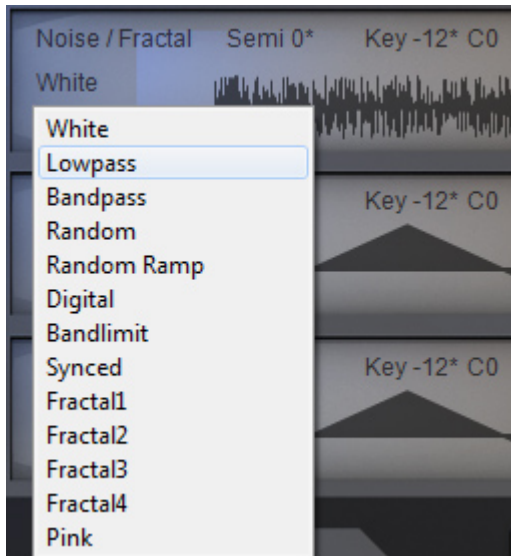 Noise / Fractal Semi 0* Key -12* C0
White
White
Lowpass
Bandpass
Key -12* C0
Random
Random Ramp
Digital
Bandlimit
Synced
Key -12* C0
Fractal1
Fractal2
Fractal3
Fractal4
Pink